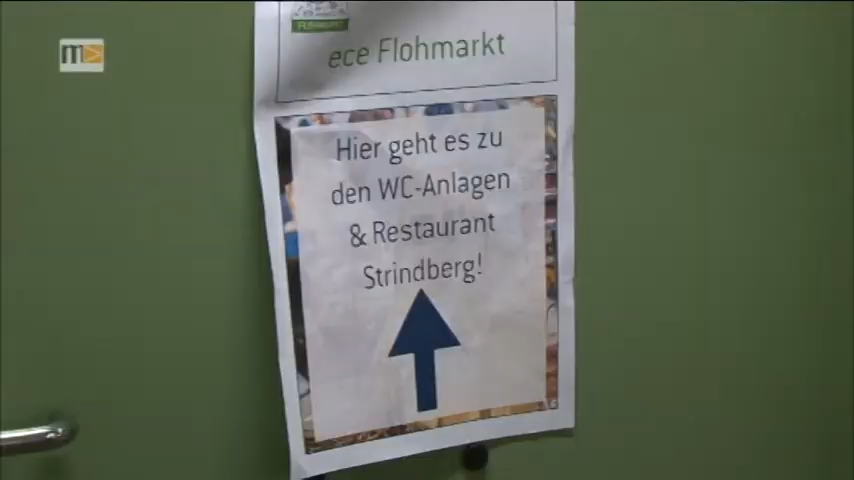 m
ece Flohmarkt
Hier geht es zu
den WC-Anlagen
& Restaurant
Strindberg!